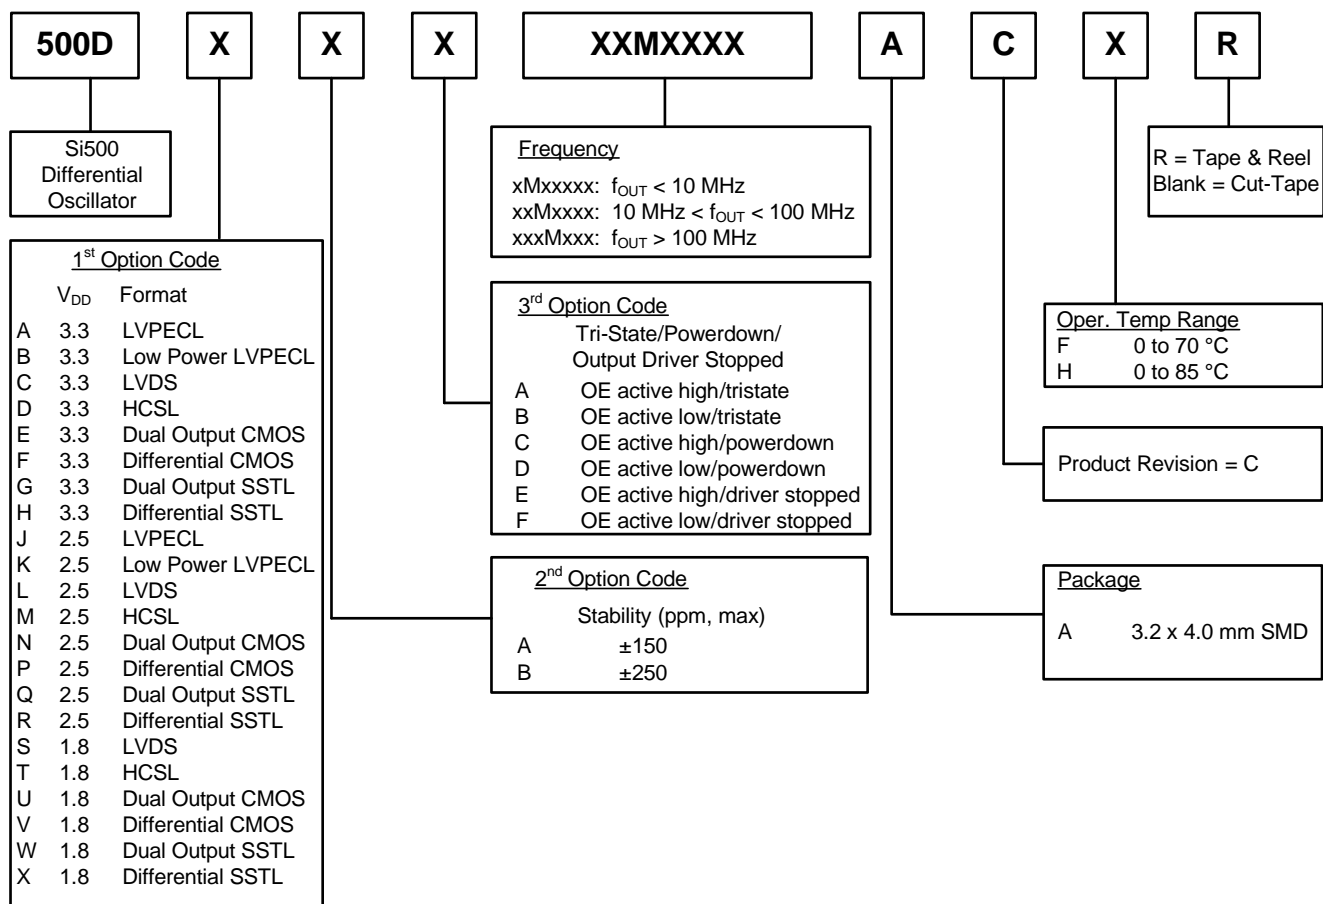 500D X X X XXMXXXX A C X R
Si500
Differential
Oscillator
Frequency
xMxxxxx: fOUT < 10 MHz
xxMxxxx: 10 MHz < fOUT < 100 MHz
xxxMxxx: fOUT > 100 MHz
R = Tape & Reel
Blank = Cut-Tape
1st Option Code
VDD Format
A 3.3 LVPECL
B 3.3 Low Power LVPECL
C 3.3 LVDS
D 3.3 HCSL
E 3.3 Dual Output CMOS
F 3.3 Differential CMOS
G 3.3 Dual Output SSTL
H 3.3 Differential SSTL
J 2.5 LVPECL
K 2.5 Low Power LVPECL
L 2.5 LVDS
M 2.5 HCSL
N 2.5 Dual Output CMOS
P 2.5 Differential CMOS
Q 2.5 Dual Output SSTL
R 2.5 Differential SSTL
S 1.8 LVDS
T 1.8 HCSL
U 1.8 Dual Output CMOS
V 1.8 Differential CMOS
W 1.8 Dual Output SSTL
X 1.8 Differential SSTL
3rd Option Code
Tri-State/Powerdown/
Output Driver Stopped
A OE active high/tristate
B OE active low/tristate
C OE active high/powerdown
D OE active low/powerdown
E OE active high/driver stopped
F OE active low/driver stopped
2nd Option Code
Stability (ppm, max)
A ±150
B ±250
Oper. Temp Range
F 0 to 70 °C
H 0 to 85 °C
Product Revision = C
Package
A 3.2 x 4.0 mm SMD